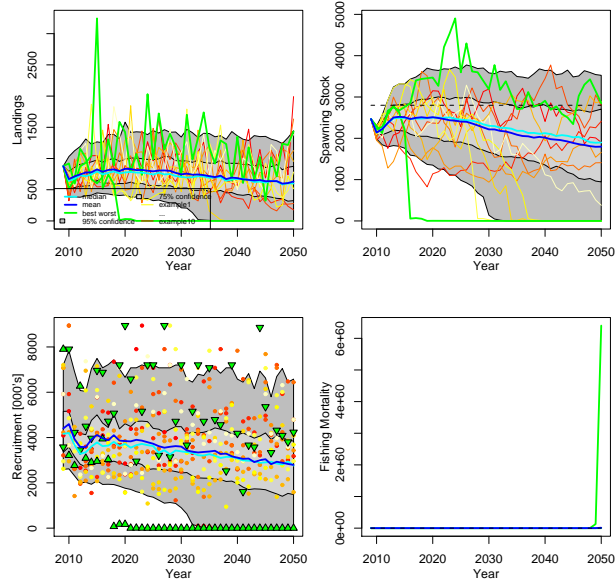 Landings
0
500
1000
1500
2500
median
mean
best worst
95% confidence
75% confidence
example1
...
example10
2010
2020
2030
2040
2050
Year
Spawning Stock
0
1000
2000
3000
4000
5000
2010
2020
2030
2040
2050
Year
Recruitment [000's]
0
2000
4000
6000
8000
2010
2020
2030
2040
2050
Year
Fishing Mortality
0e+00
2e+60
4e+60
6e+60
2010
2020
2030
2040
2050
Year